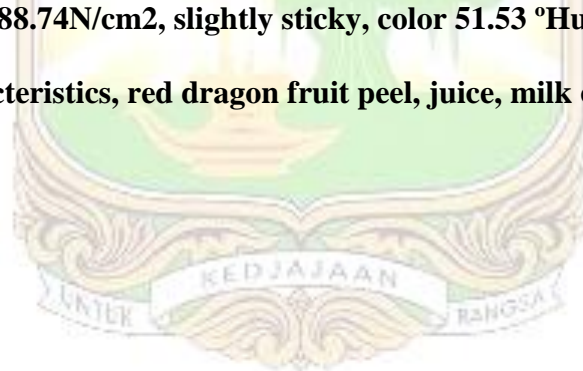 88.74N/cm2, slightly sticky, color 51.53 ºHu
cteristics, red dragon fruit peel, juice, milk
KEDJAJAAN
UNTUK
BANGSA